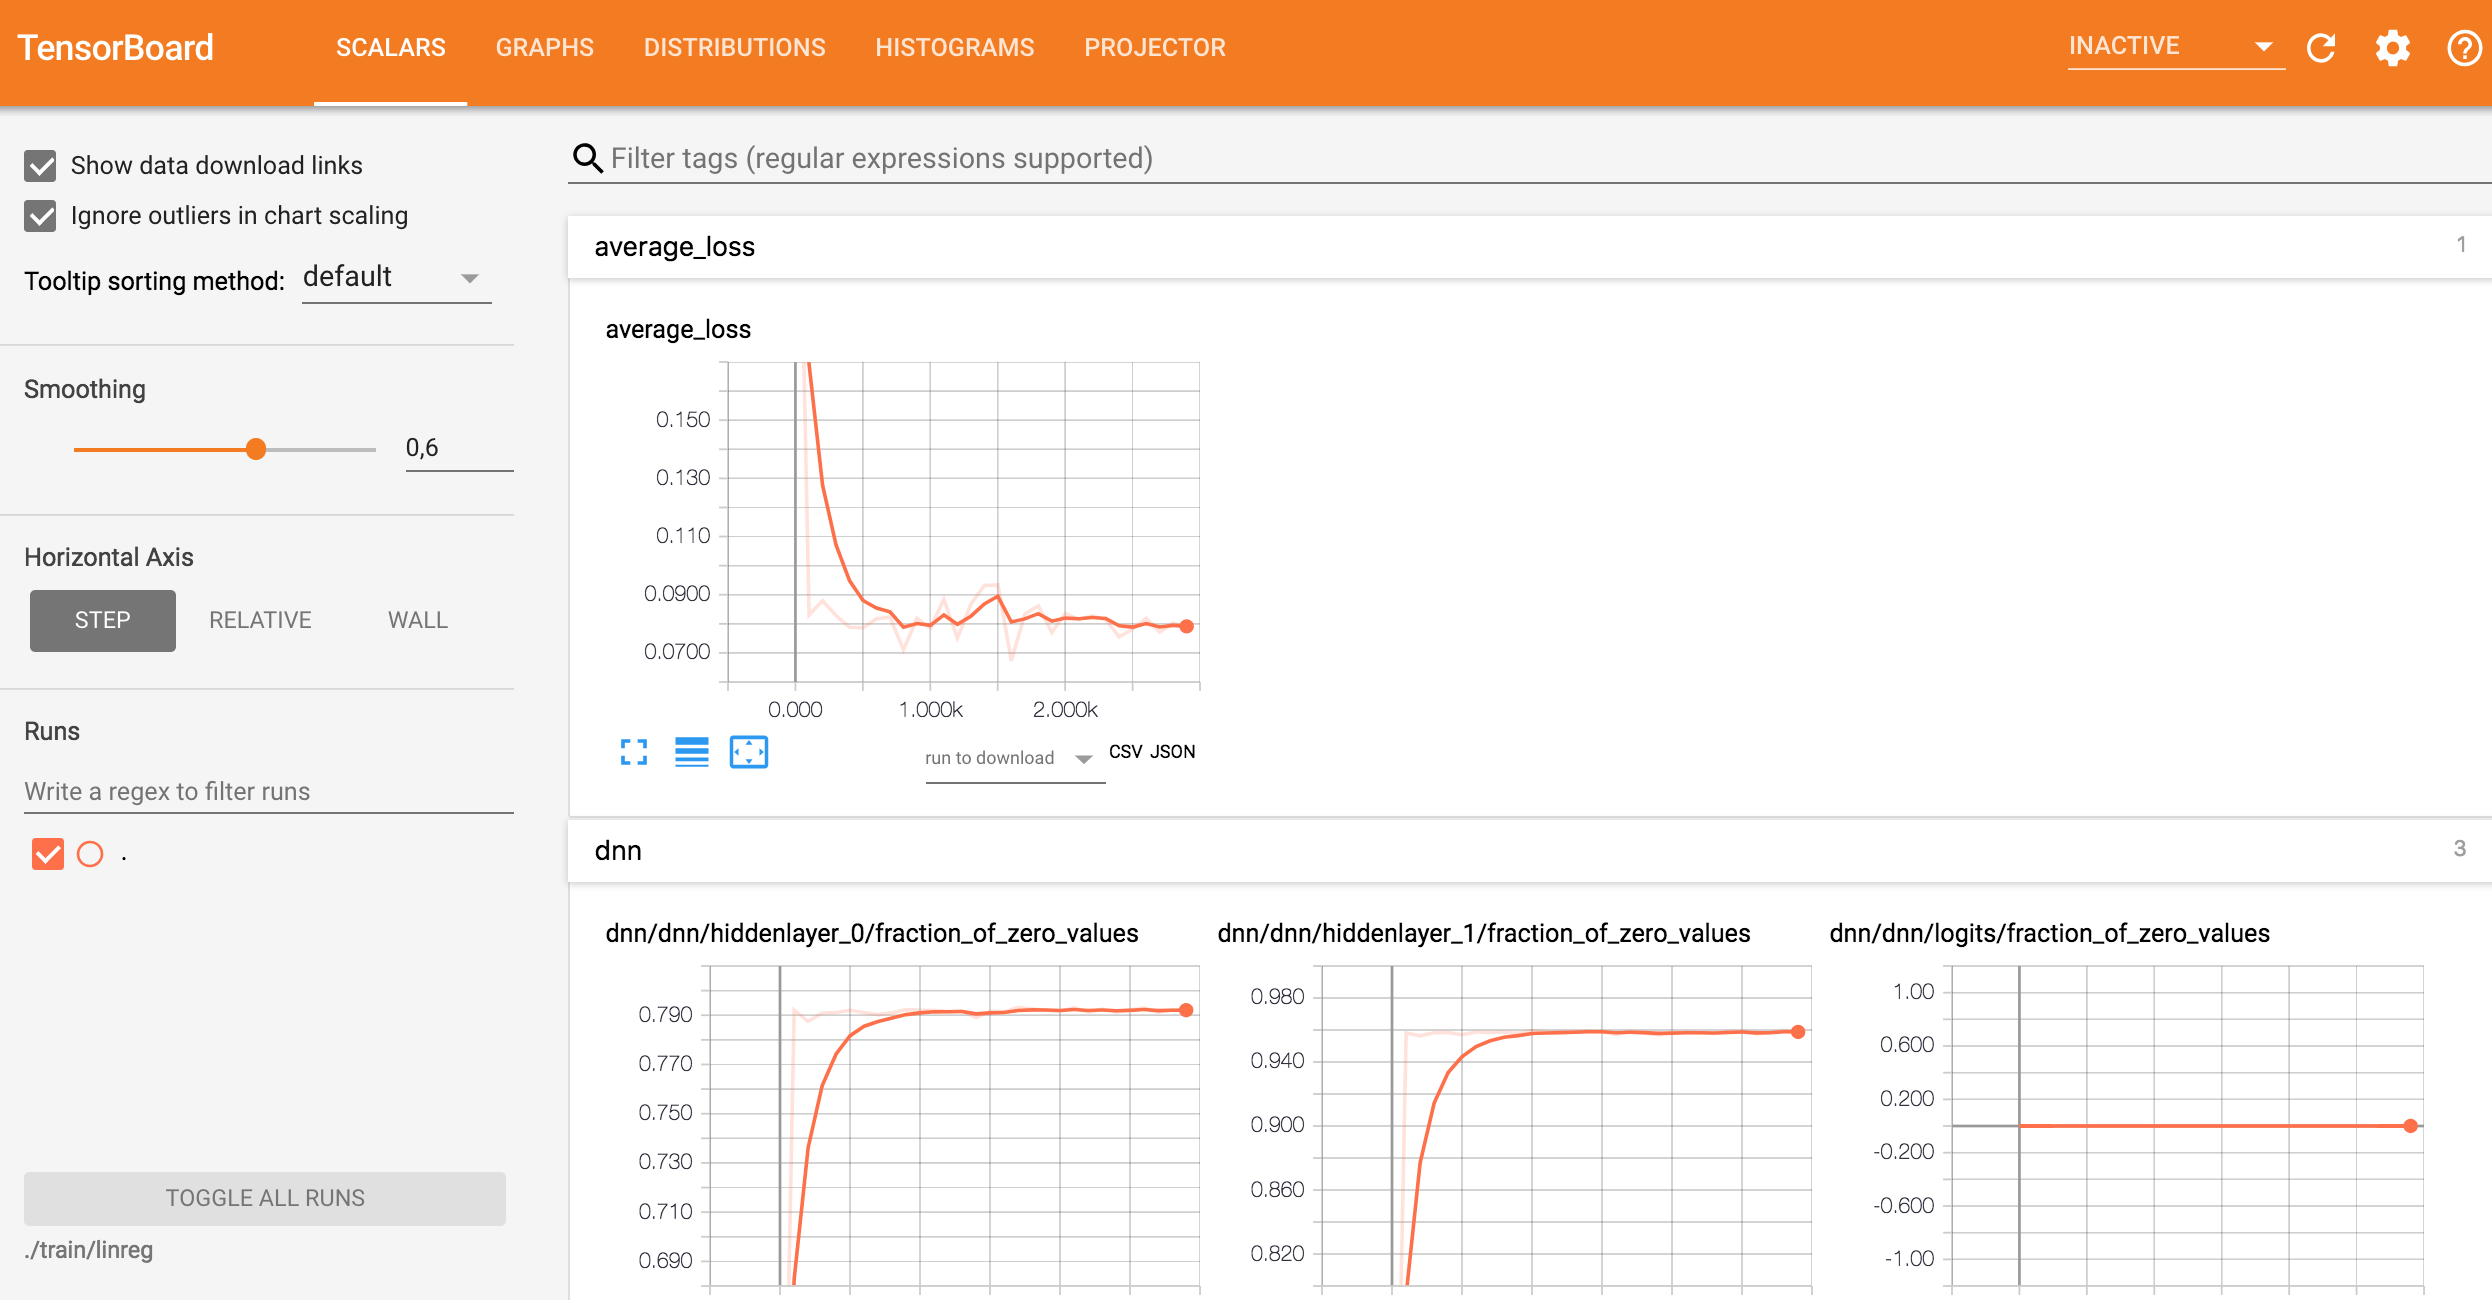 TensorBoard
SCALARS GRAPHS DISTRIBUTIONS HISTOGRAMS PROJECTOR
INACTIVE
Show data download links
Ignore outliers in chart scaling
Tooltip sorting method: default
Smoothing
0,6
Horizontal Axis
STEP RELATIVE WALL
Runs
Write a regex to filter runs
.
TOGGLE ALL RUNS
./train/linreg
Filter tags (regular expressions supported)
average_loss 1
average_loss
0.150
0.130
0.110
0.0900
0.0700
0.000 1.000k 2.000k
run to download CSV JSON
dnn 3
dnn/dnn/hiddenlayer_0/fraction_of_zero_values
0.790
0.770
0.750
0.730
0.710
0.690
dnn/dnn/hiddenlayer_1/fraction_of_zero_values
0.980
0.940
0.900
0.860
0.820
dnn/dnn/logits/fraction_of_zero_values
1.00
0.600
0.200
-0.200
-0.600
-1.00